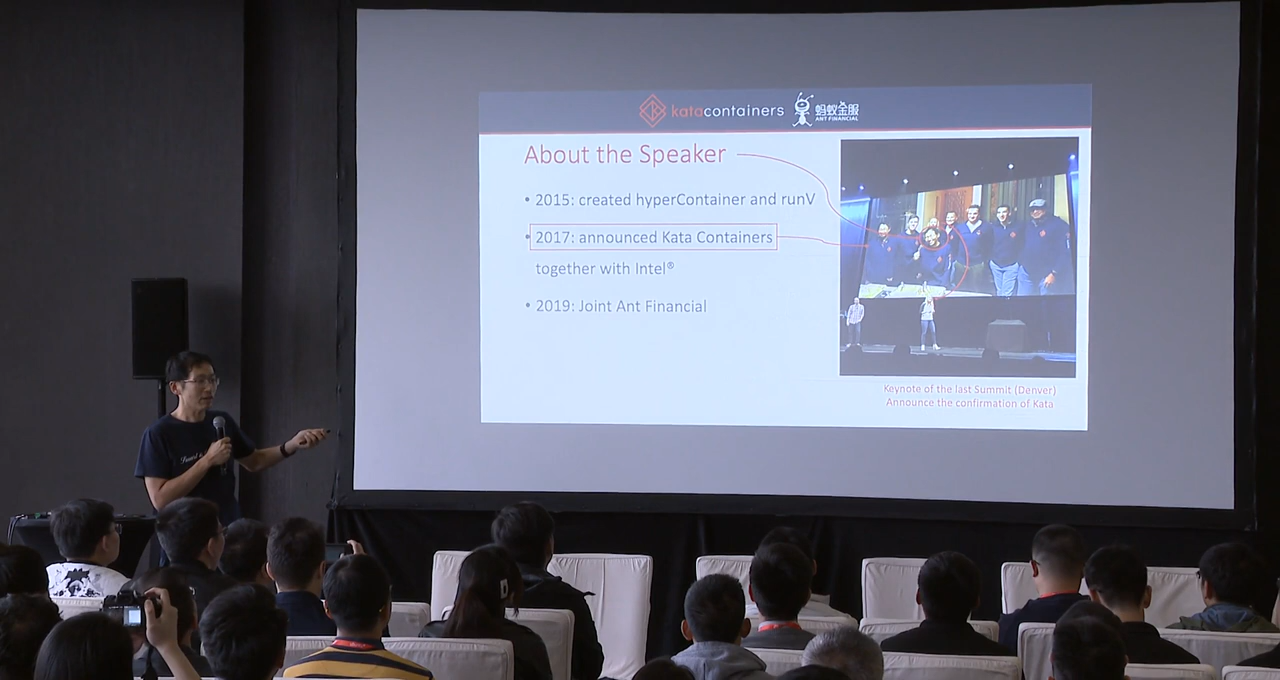 katacontainers
蚂蚁金服
ANT FINANCIAL
About the Speaker
• 2015: created hyperContainer and runV
• 2017: announced Kata Containers
together with Intel®
• 2019: Joint Ant Financial
Keynote of the last Summit (Denver)
Announce the confirmation of Kata